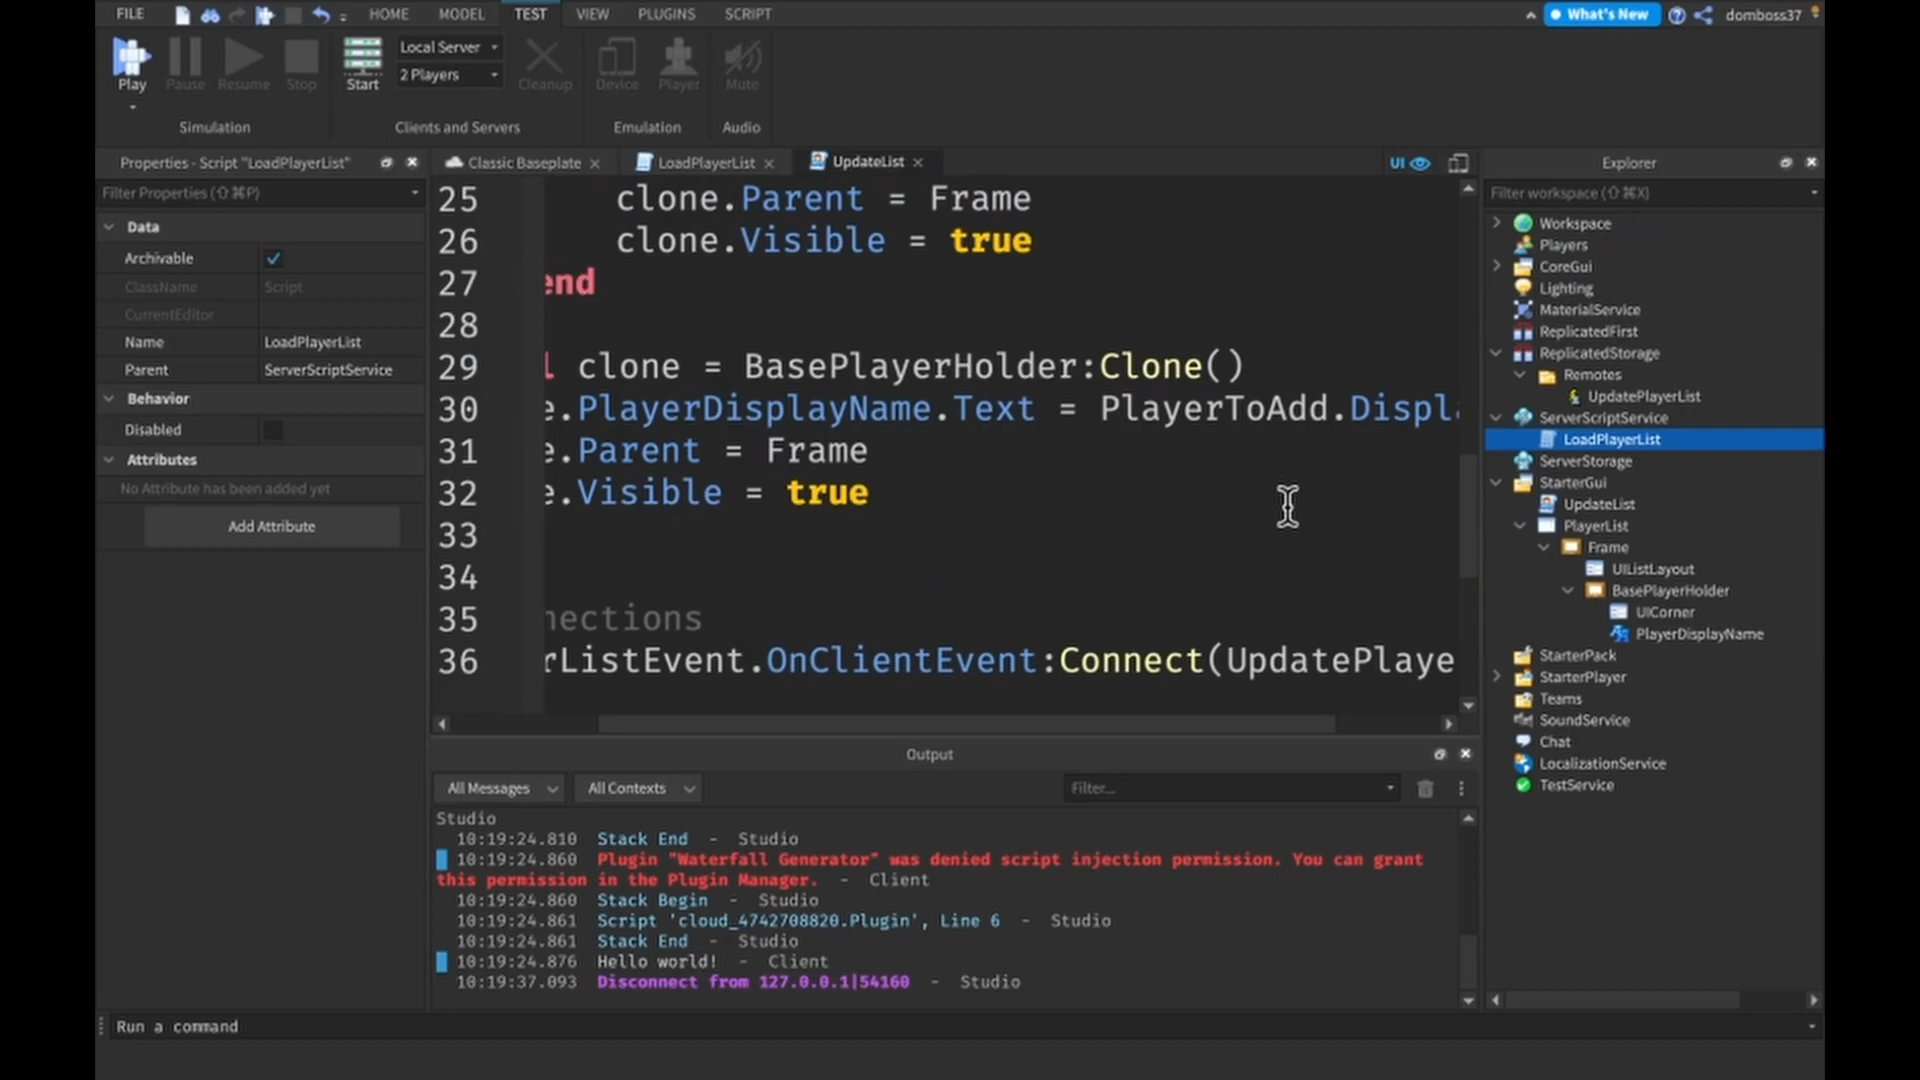 FILE HOME MODEL TEST VIEW PLUGINS SCRIPT What's New domboss37
Play Pause Resume Stop Start Local Server 2 Players Cleanup Device Player Mute
Simulation Clients and Servers Emulation Audio
Properties - Script "LoadPlayerList"
Filter Properties (⇧⌘P)
Data
Archivable
ClassName Script
CurrentEditor
Name LoadPlayerList
Parent ServerScriptService
Behavior
Disabled
Attributes
No Attribute has been added yet
Add Attribute
Classic Baseplate LoadPlayerList UpdateList UI
25 clone.Parent = Frame
26 clone.Visible = true
27 end
28
29 l clone = BasePlayerHolder:Clone()
30 e.PlayerDisplayName.Text = PlayerToAdd.Displ
31 e.Parent = Frame
32 e.Visible = true
33
34
35 nections
36 rListEvent.OnClientEvent:Connect(UpdatePlaye
Output
All Messages All Contexts Filter...
Studio
10:19:24.810 Stack End - Studio
10:19:24.860 Plugin "Waterfall Generator" was denied script injection permission. You can grant
this permission in the Plugin Manager. - Client
10:19:24.860 Stack Begin - Studio
10:19:24.861 Script 'cloud_4742708820.Plugin', Line 6 - Studio
10:19:24.861 Stack End - Studio
10:19:24.876 Hello world! - Client
10:19:37.093 Disconnect from 127.0.0.1|54160 - Studio
Explorer
Filter workspace (⇧⌘X)
Workspace
Players
CoreGui
Lighting
MaterialService
ReplicatedFirst
ReplicatedStorage
Remotes
UpdatePlayerList
ServerScriptService
LoadPlayerList
ServerStorage
StarterGui
UpdateList
PlayerList
Frame
UIListLayout
BasePlayerHolder
UICorner
PlayerDisplayName
StarterPack
StarterPlayer
Teams
SoundService
Chat
LocalizationService
TestService
Run a command